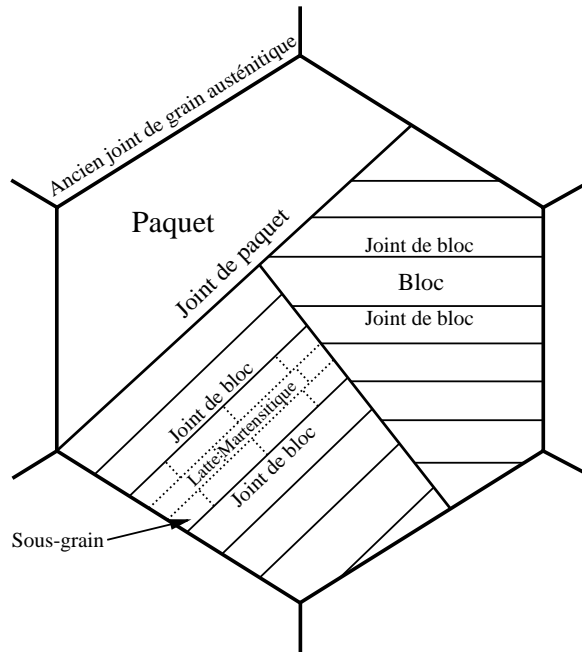 Ancien joint de grain austénitique
Paquet
Joint de paquet
Joint de bloc
Bloc
Joint de bloc
Joint de bloc
Latte Martensitique
Joint de bloc
Sous-grain